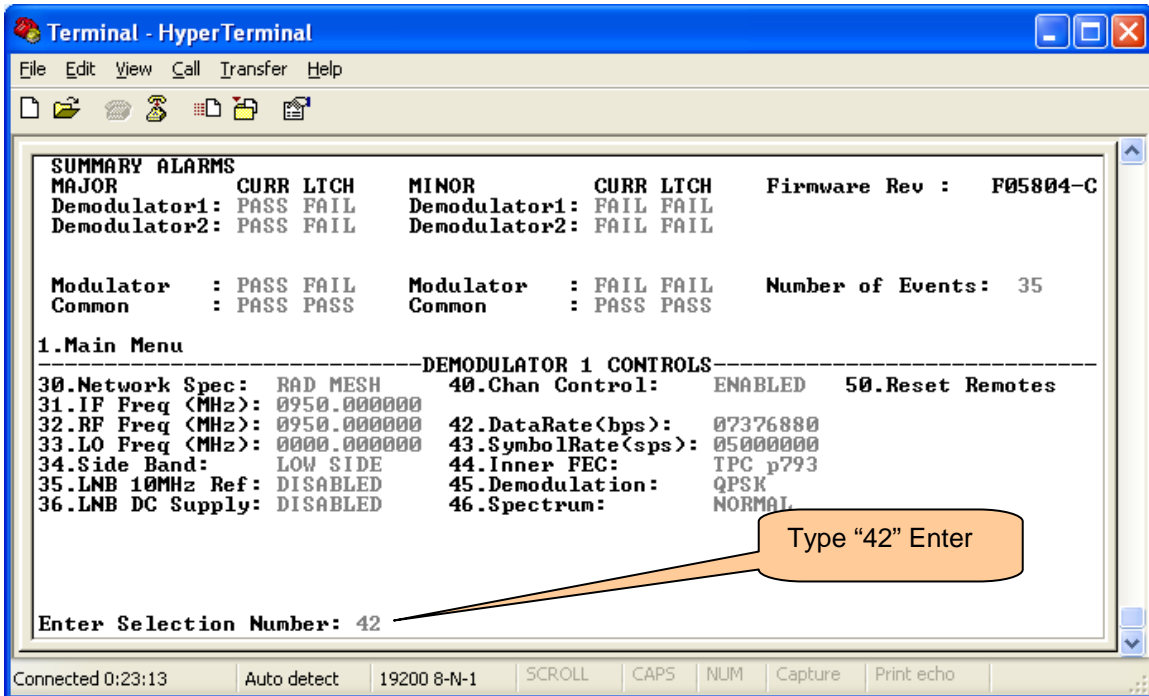 Terminal - HyperTerminal
File Edit View Call Transfer Help
SUMMARY ALARMS
MAJOR CURR LTCH MINOR CURR LTCH Firmware Rev : F05804-C
Demodulator1: PASS FAIL Demodulator1: FAIL FAIL
Demodulator2: PASS FAIL Demodulator2: FAIL FAIL
Modulator : PASS FAIL Modulator : FAIL FAIL Number of Events: 35
Common : PASS PASS Common : PASS PASS
1.Main Menu
------------------------------DEMODULATOR 1 CONTROLS------------------------------
30.Network Spec: RAD MESH 40.Chan Control: ENABLED 50.Reset Remotes
31.IF Freq (MHz): 0950.000000
32.RF Freq (MHz): 0950.000000 42.DataRate(bps): 07376880
33.LO Freq (MHz): 0000.000000 43.SymbolRate(sps): 05000000
34.Side Band: LOW SIDE 44.Inner FEC: TPC p793
35.LNB 10MHz Ref: DISABLED 45.Demodulation: QPSK
36.LNB DC Supply: DISABLED 46.Spectrum: NORMAL
Type “42” Enter
Enter Selection Number: 42
Connected 0:23:13 Auto detect 19200 8-N-1 SCROLL CAPS NUM Capture Print echo